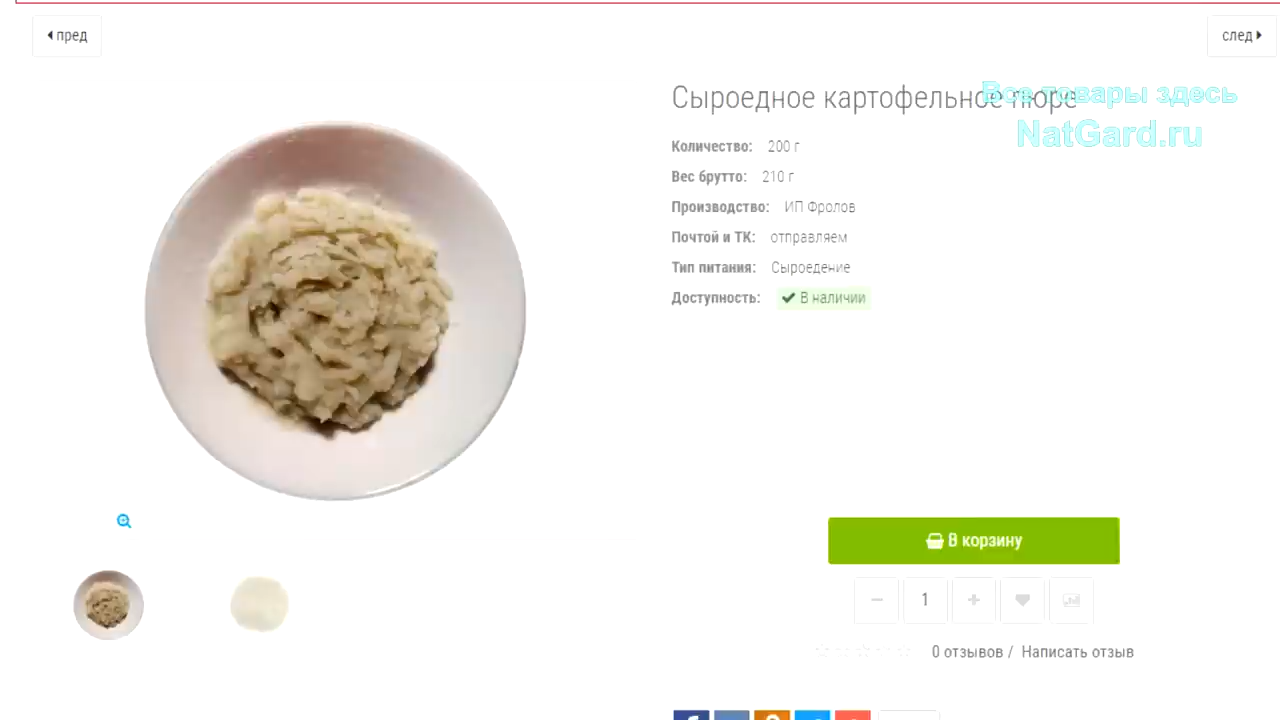 пред
след
Сыроедное картофельное пюре
Все товары здесь
NatGard.ru
Количество: 200 г
Вес брутто: 210 г
Производство: ИП Фролов
Почтой и ТК: отправляем
Тип питания: Сыроедение
Доступность: В наличии
В корзину
1
0 отзывов / Написать отзыв